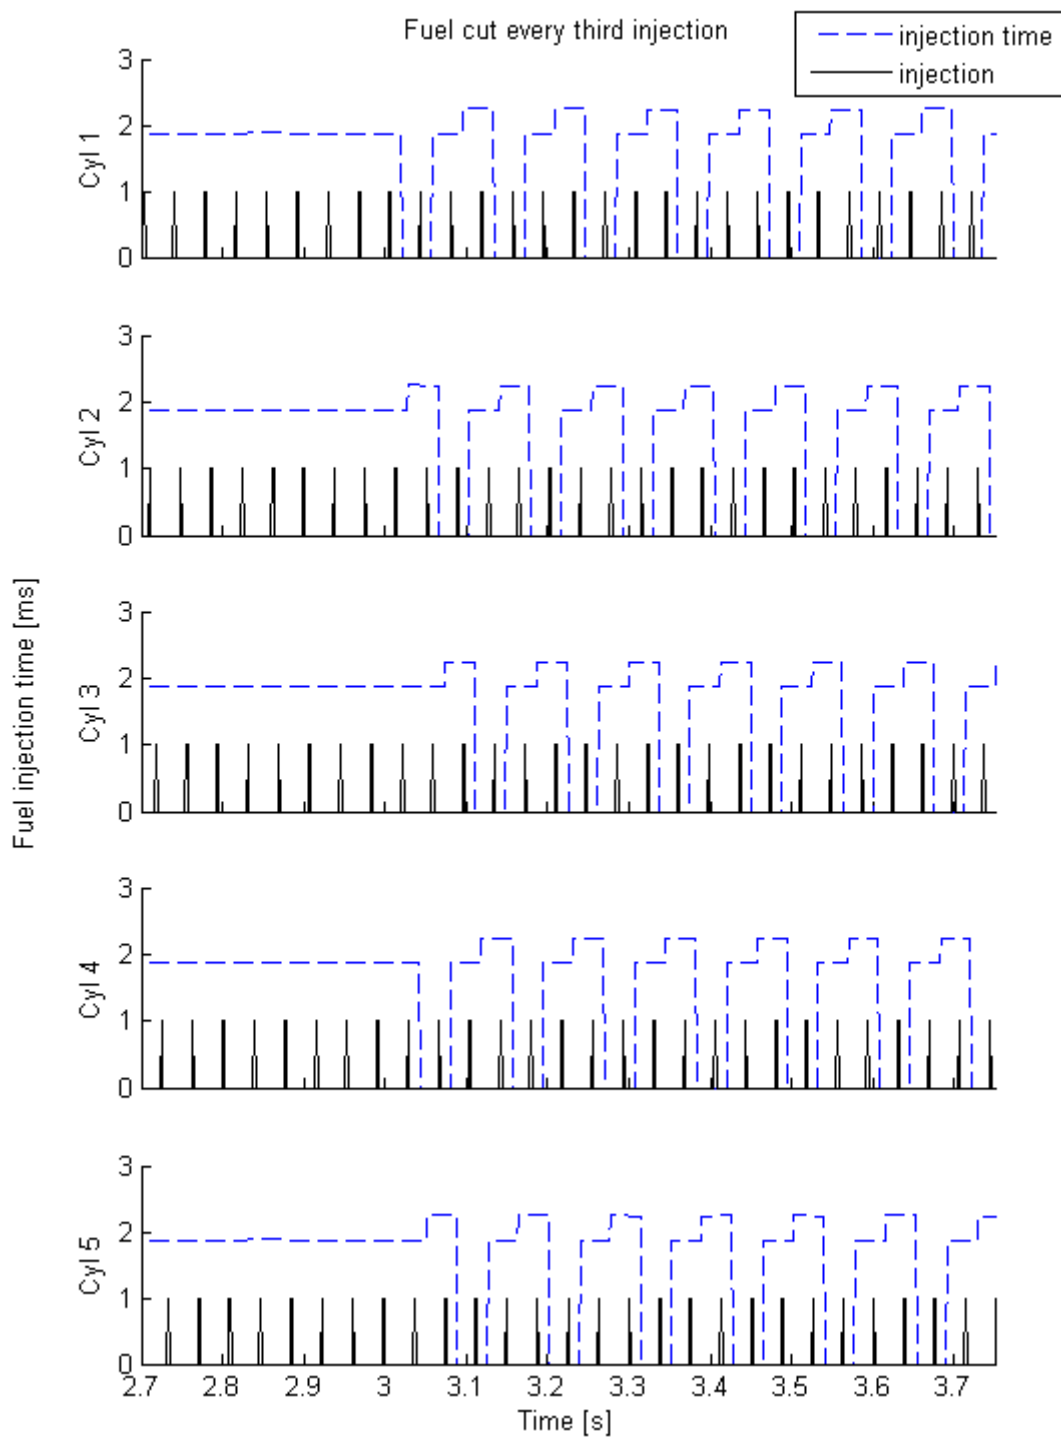 Fuel cut every third injection
injection time
injection
3
2
1
0
Cyl 1
3
2
1
0
Cyl 2
3
2
1
0
Cyl 3
Fuel injection time [ms]
3
2
1
0
Cyl 4
3
2
1
0
Cyl 5
2.7 2.8 2.9 3 3.1 3.2 3.3 3.4 3.5 3.6 3.7
Time [s]